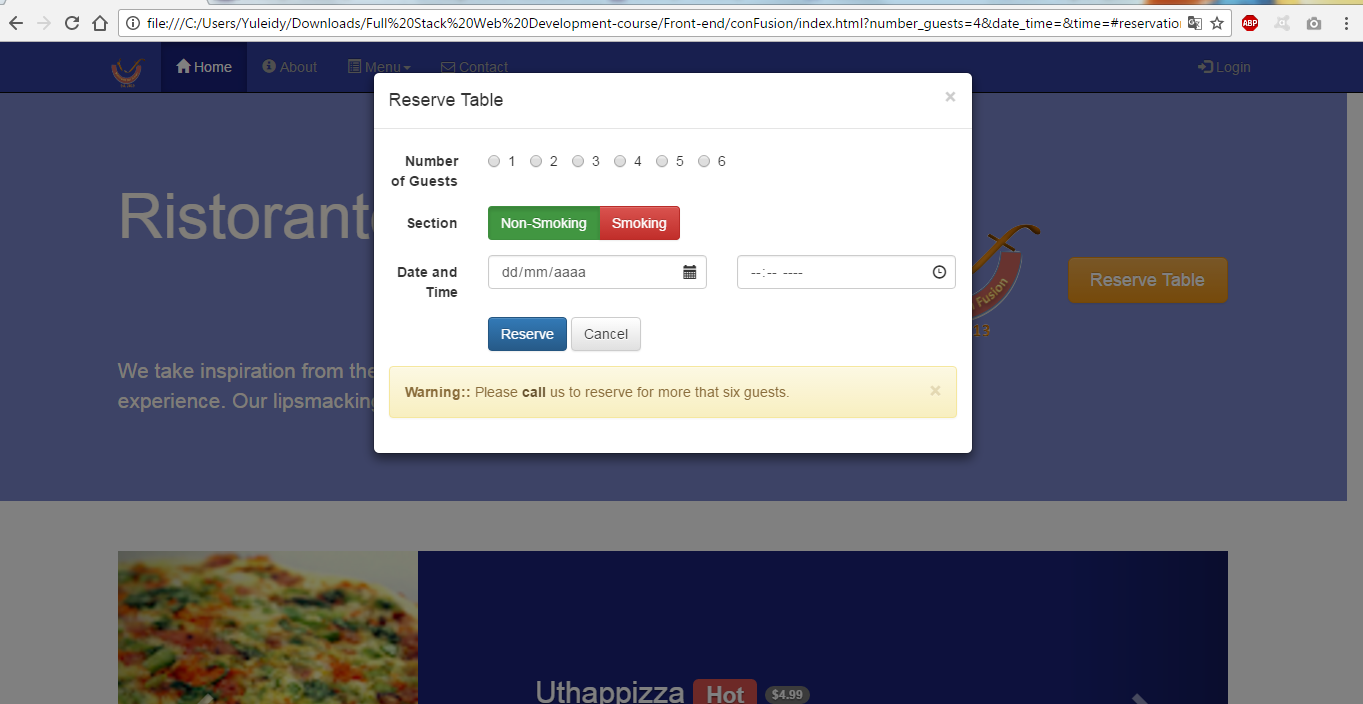 file:///C:/Users/Yuleidy/Downloads/Full%20Stack%20Web%20Development-course/Front-end/conFusion/index.html?number_guests=4&date_time=&time=#reservation
ABP
Home
About
Menu
Contact
Login
Reserve Table
×
Number of Guests
1 2 3 4 5 6
Section
Non-Smoking Smoking
Date and Time
dd/mm/aaaa
--:-- ----
Reserve Cancel
Warning:: Please call us to reserve for more that six guests.
×
Ristorante
Fusion
13
Reserve Table
We take inspiration from the
experience. Our lipsmacking
Uthappizza Hot $4.99